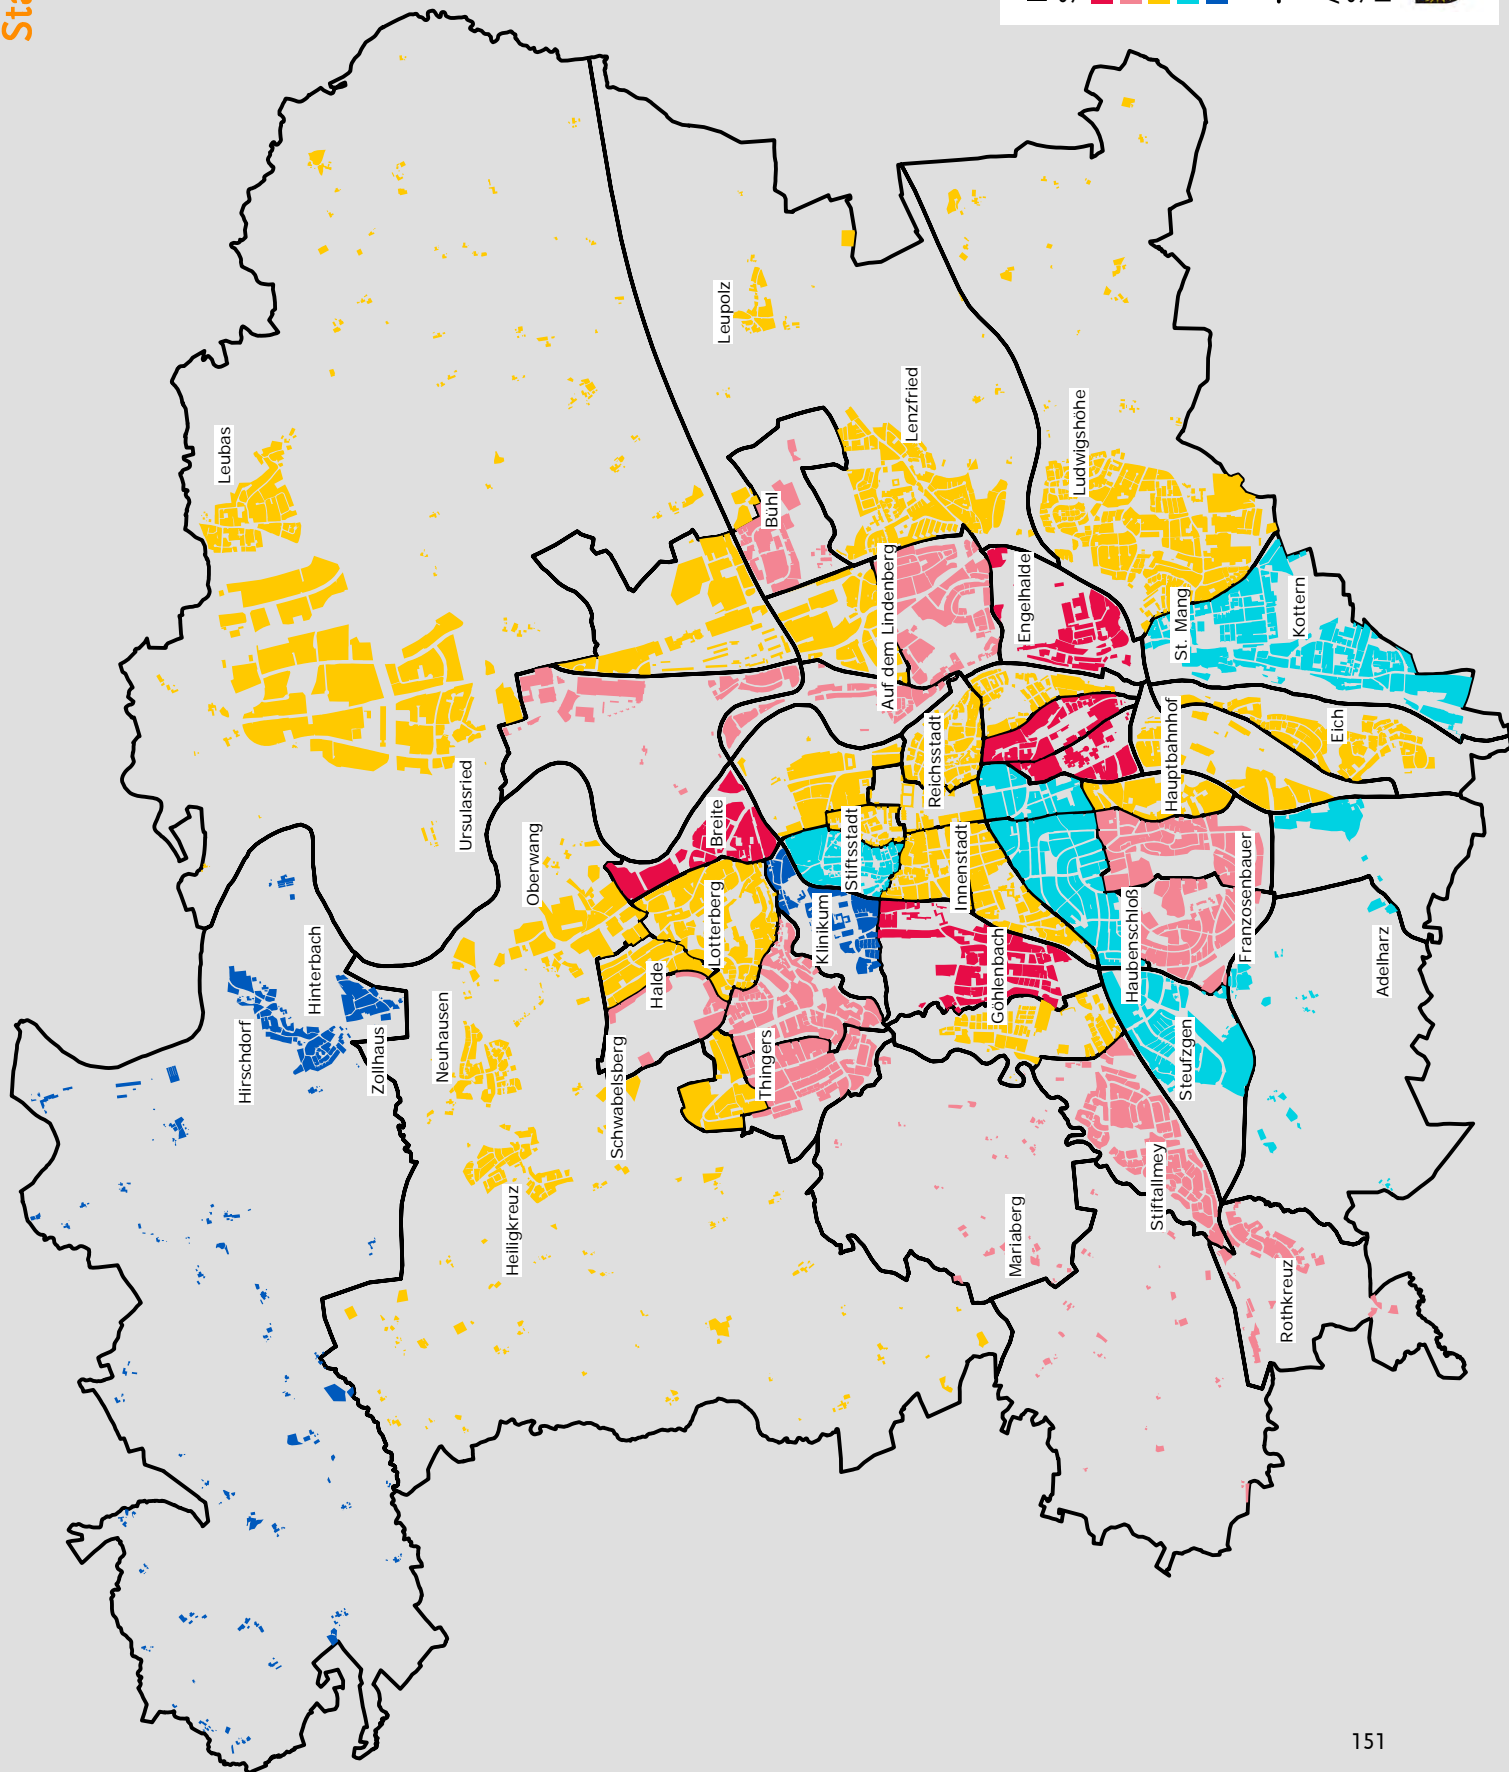 Sta
Leubas
Leupolz
Lenzfried
Ludwigshöhe
Bühl
Auf dem Lindenberg
Engelhalde
St. Mang
Kottern
Ursulasried
Oberwang
Breite
Reichsstadt
Hauptbahnhof
Eich
Stiftsstadt
Innenstadt
Lotterberg
Klinikum
Halde
Göhlenbach
Haubenschloß
Franzosenbauer
Adelharz
Hinterbach
Hirschdorf
Zollhaus
Neuhausen
Schwabelsberg
Thingers
Steufzgen
Heiligkreuz
Mariaberg
Stiftallmey
Rothkreuz
151